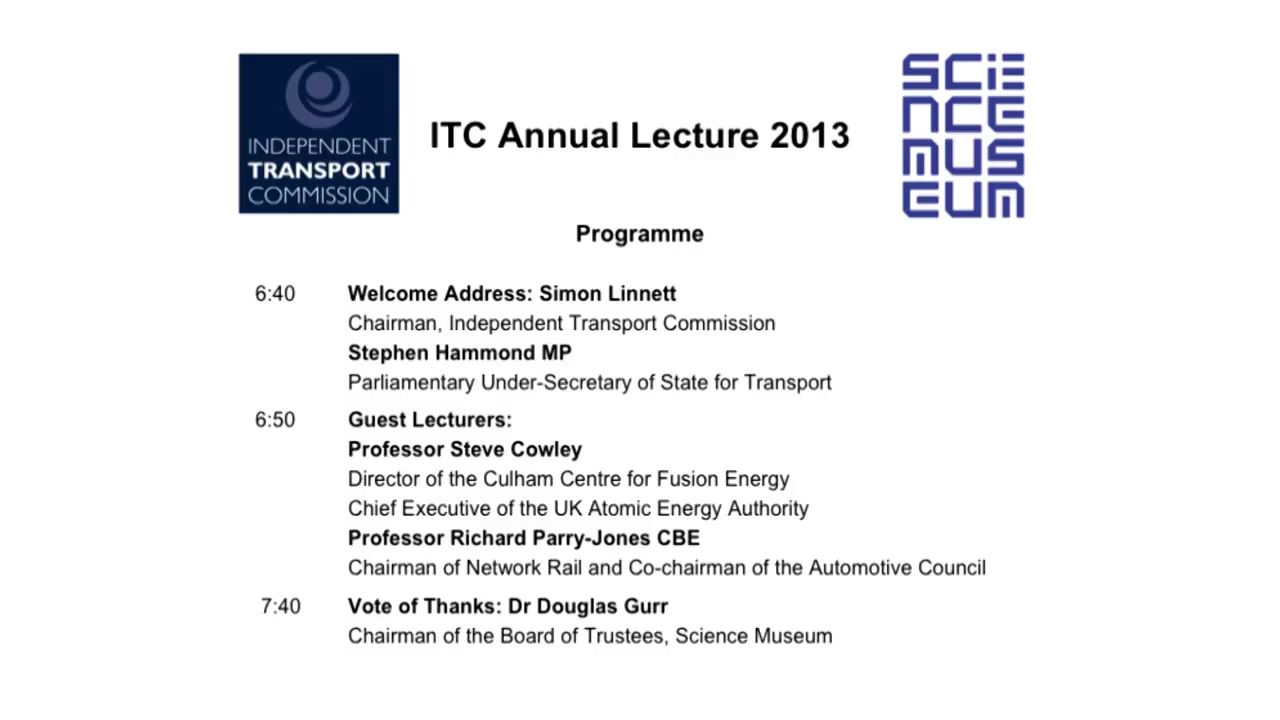 INDEPENDENT
TRANSPORT
COMMISSION
ITC Annual Lecture 2013
SCIE
NCE
MUS
EUM
Programme
6:40 Welcome Address: Simon Linnett
Chairman, Independent Transport Commission
Stephen Hammond MP
Parliamentary Under-Secretary of State for Transport
6:50 Guest Lecturers:
Professor Steve Cowley
Director of the Culham Centre for Fusion Energy
Chief Executive of the UK Atomic Energy Authority
Professor Richard Parry-Jones CBE
Chairman of Network Rail and Co-chairman of the Automotive Council
7:40 Vote of Thanks: Dr Douglas Gurr
Chairman of the Board of Trustees, Science Museum